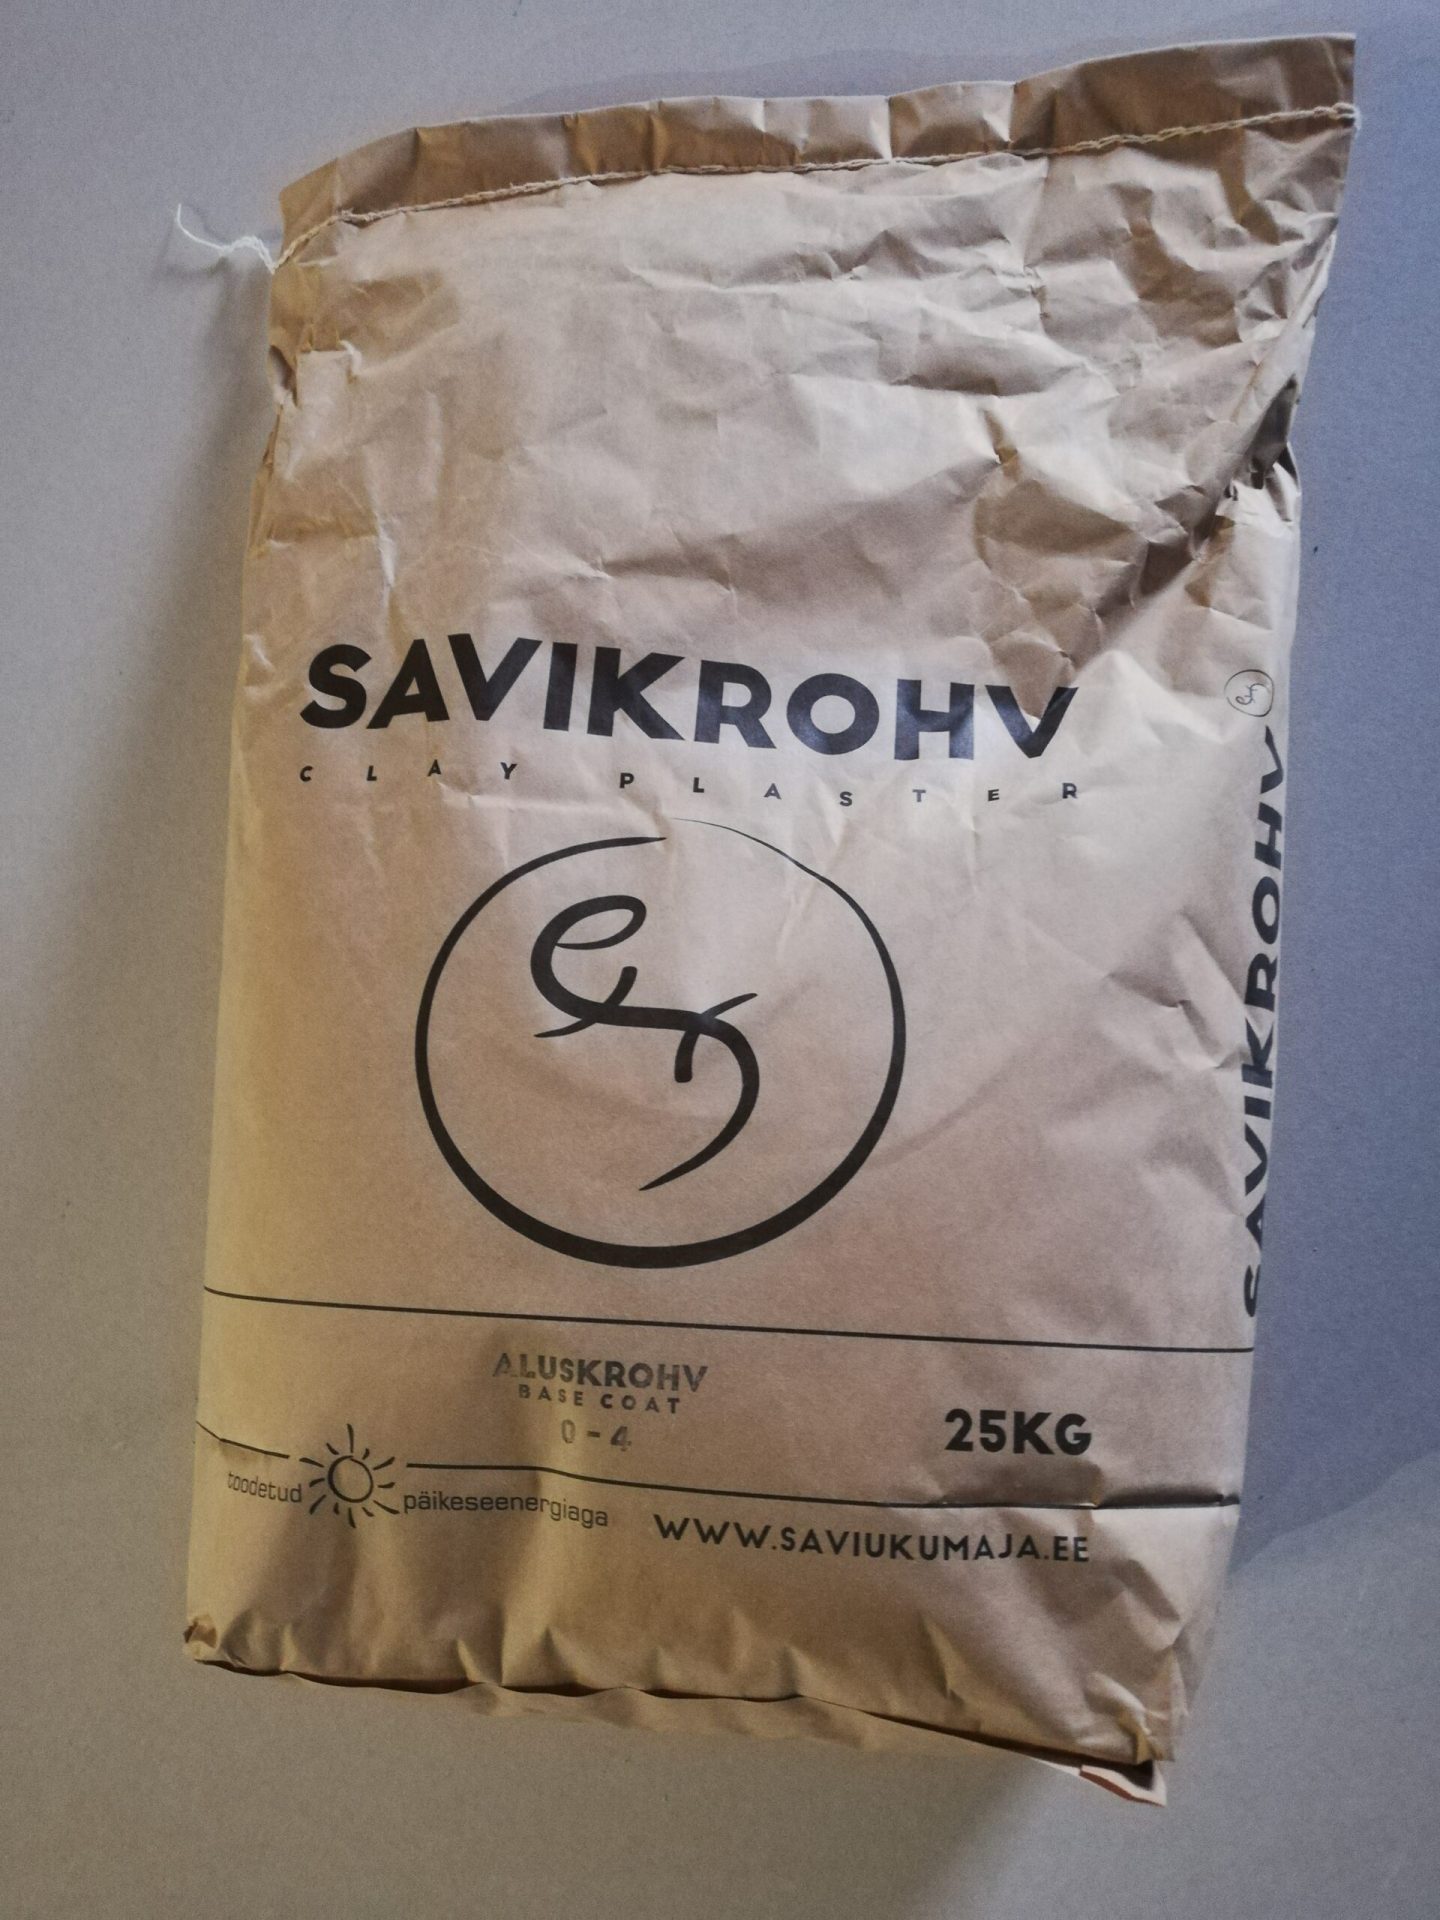 SAVIKROHV
CLAY PLASTER
SAVIKROHV
ALUSKROHV
BASE COAT
0-4
25KG
toodetud päikeseenergiaga
WWW.SAVIUKUMAJA.EE